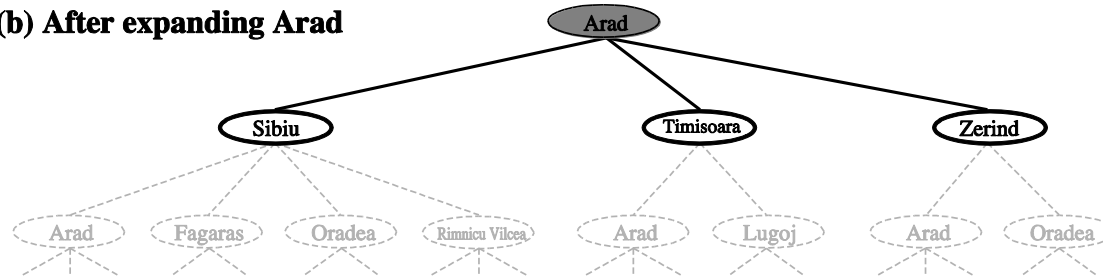 (b) After expanding Arad
Arad
Sibiu
Timisoara
Zerind
Arad
Fagaras
Oradea
Rimnicu Vilcea
Arad
Lugoj
Arad
Oradea